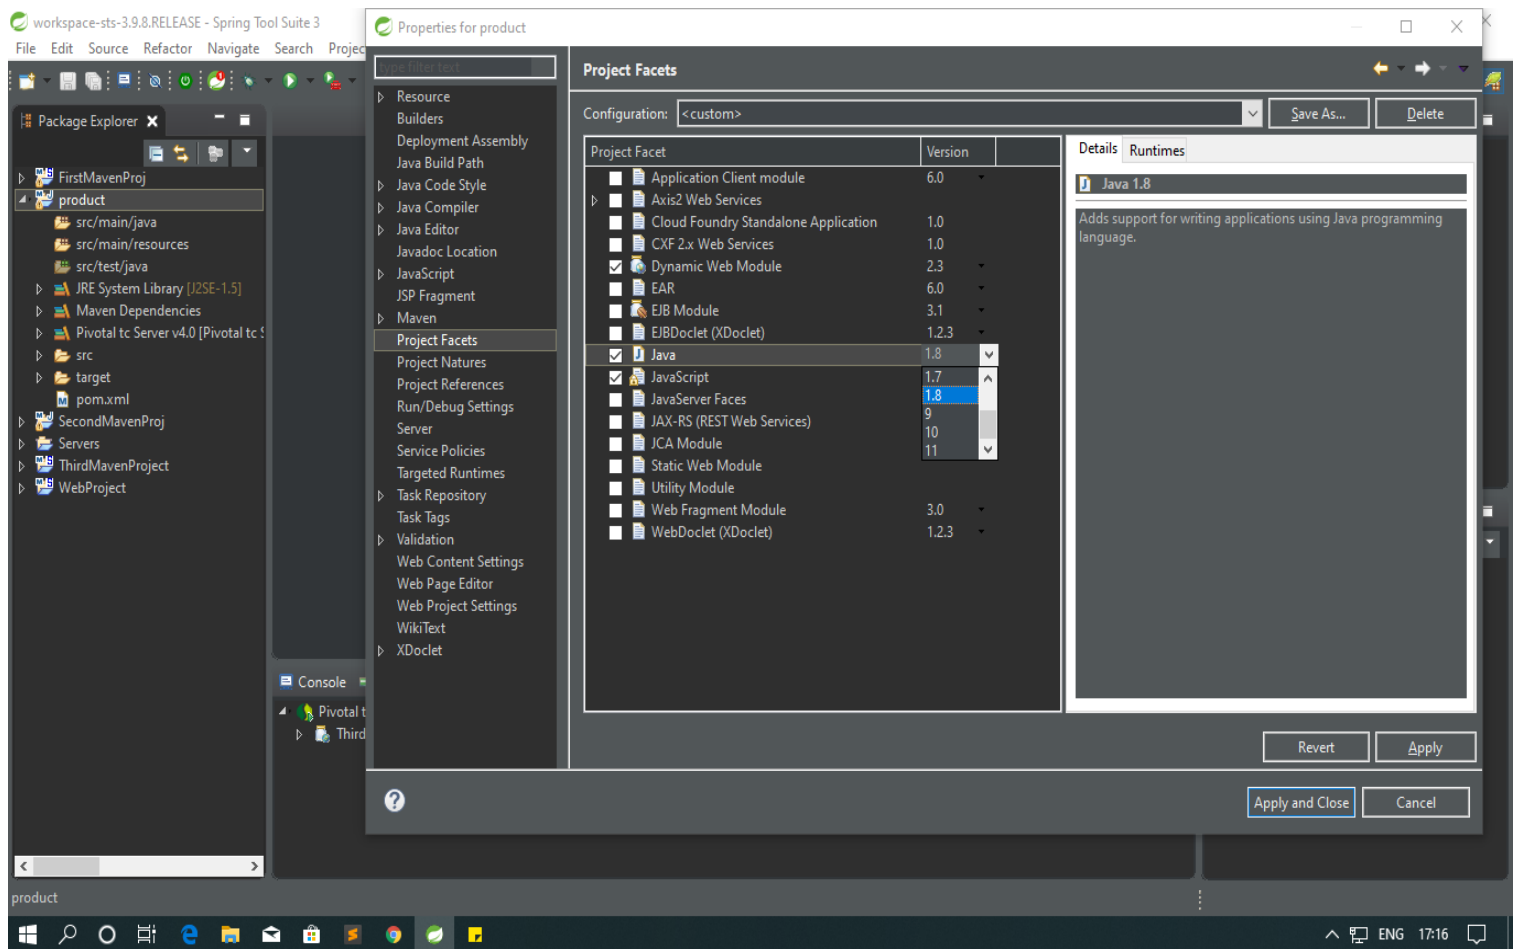 workspace-sts-3.9.8.RELEASE - Spring Tool Suite 3
File Edit Source Refactor Navigate Search Projec
Package Explorer
FirstMavenProj
product
src/main/java
src/main/resources
src/test/java
JRE System Library [J2SE-1.5]
Maven Dependencies
Pivotal tc Server v4.0 [Pivotal tc S
src
target
pom.xml
SecondMavenProj
Servers
ThirdMavenProject
WebProject
Console
Pivotal t
Third
Properties for product
type filter text
Resource
Builders
Deployment Assembly
Java Build Path
Java Code Style
Java Compiler
Java Editor
Javadoc Location
JavaScript
JSP Fragment
Maven
Project Facets
Project Natures
Project References
Run/Debug Settings
Server
Service Policies
Targeted Runtimes
Task Repository
Task Tags
Validation
Web Content Settings
Web Page Editor
Web Project Settings
WikiText
XDoclet
Project Facets
Configuration: <custom> Save As... Delete
Project Facet Version
Application Client module 6.0
Axis2 Web Services
Cloud Foundry Standalone Application 1.0
CXF 2.x Web Services 1.0
Dynamic Web Module 2.3
EAR 6.0
EJB Module 3.1
EJBDoclet (XDoclet) 1.2.3
Java 1.8
JavaScript
JavaServer Faces
JAX-RS (REST Web Services)
JCA Module
Static Web Module
Utility Module
Web Fragment Module 3.0
WebDoclet (XDoclet) 1.2.3
1.7
1.8
9
10
11
Details Runtimes
Java 1.8
Adds support for writing applications using Java programming
language.
Revert Apply
Apply and Close Cancel
product
ENG 17:16